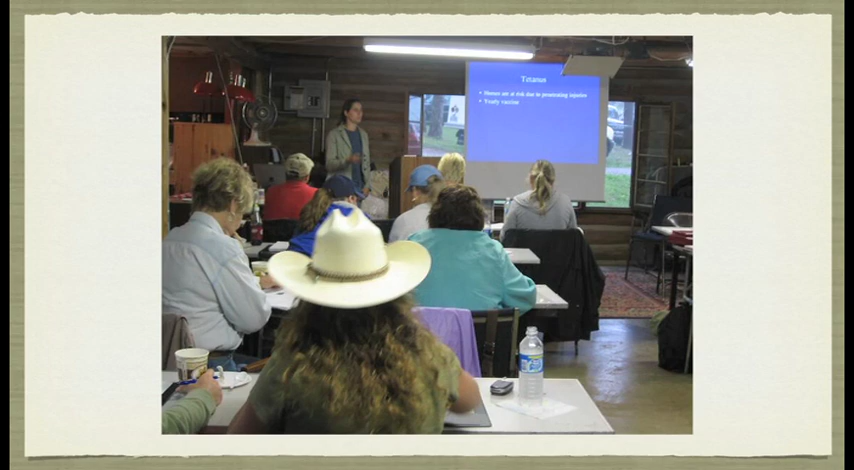 Tetanus
• Horses are at risk due to penetrating injuries
• Yearly vaccine